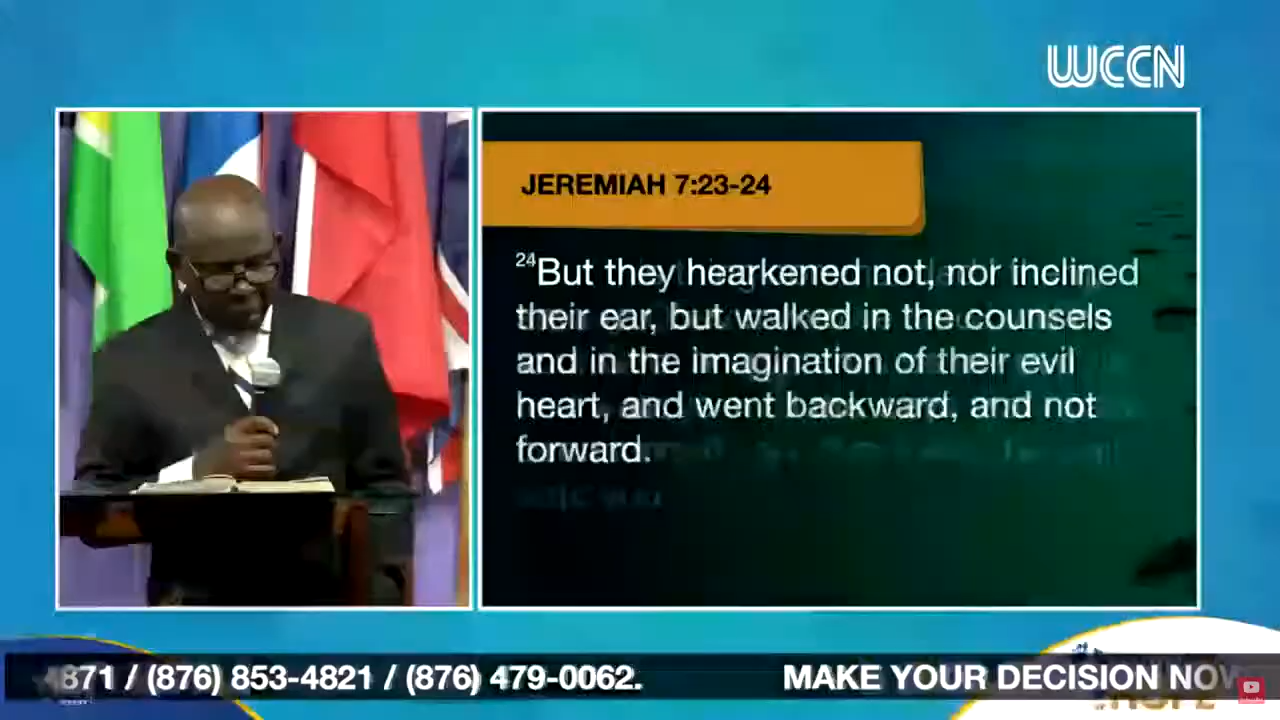 WCCN
JEREMIAH 7:23-24
24But they hearkened not, nor inclined
their ear, but walked in the counsels
and in the imagination of their evil
heart, and went backward, and not
forward.
4871 / (876) 853-4821 / (876) 479-0062. MAKE YOUR DECISION NOW
HOPE